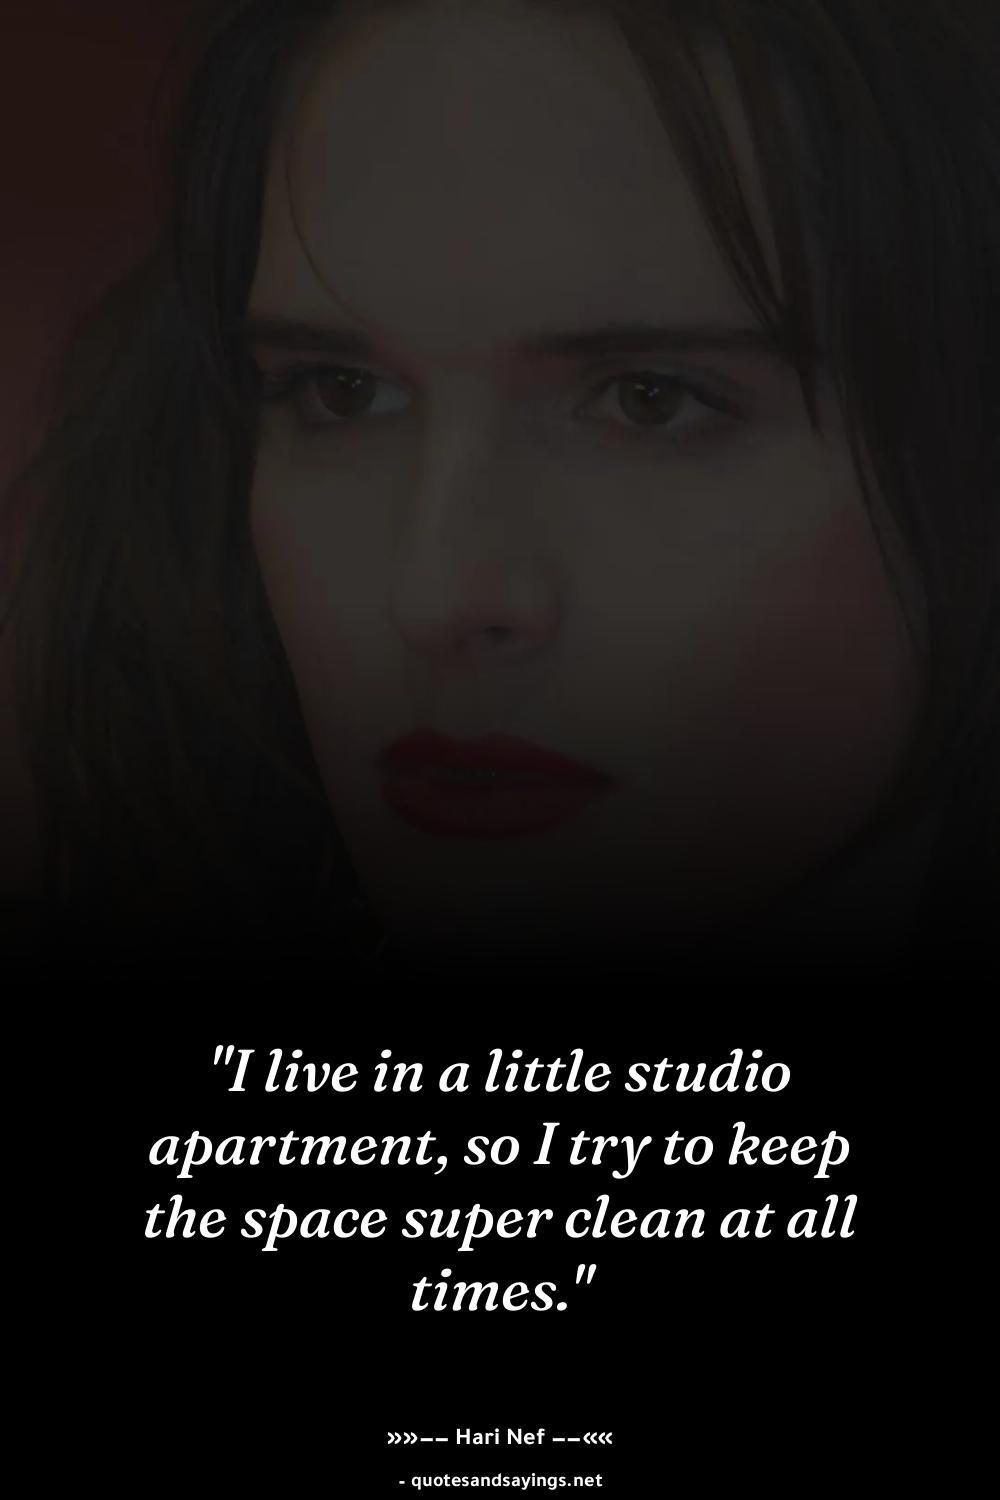 "I live in a little studio
apartment, so I try to keep
the space super clean at all
times."
»»−− Hari Nef −−««
- quotesandsayings.net